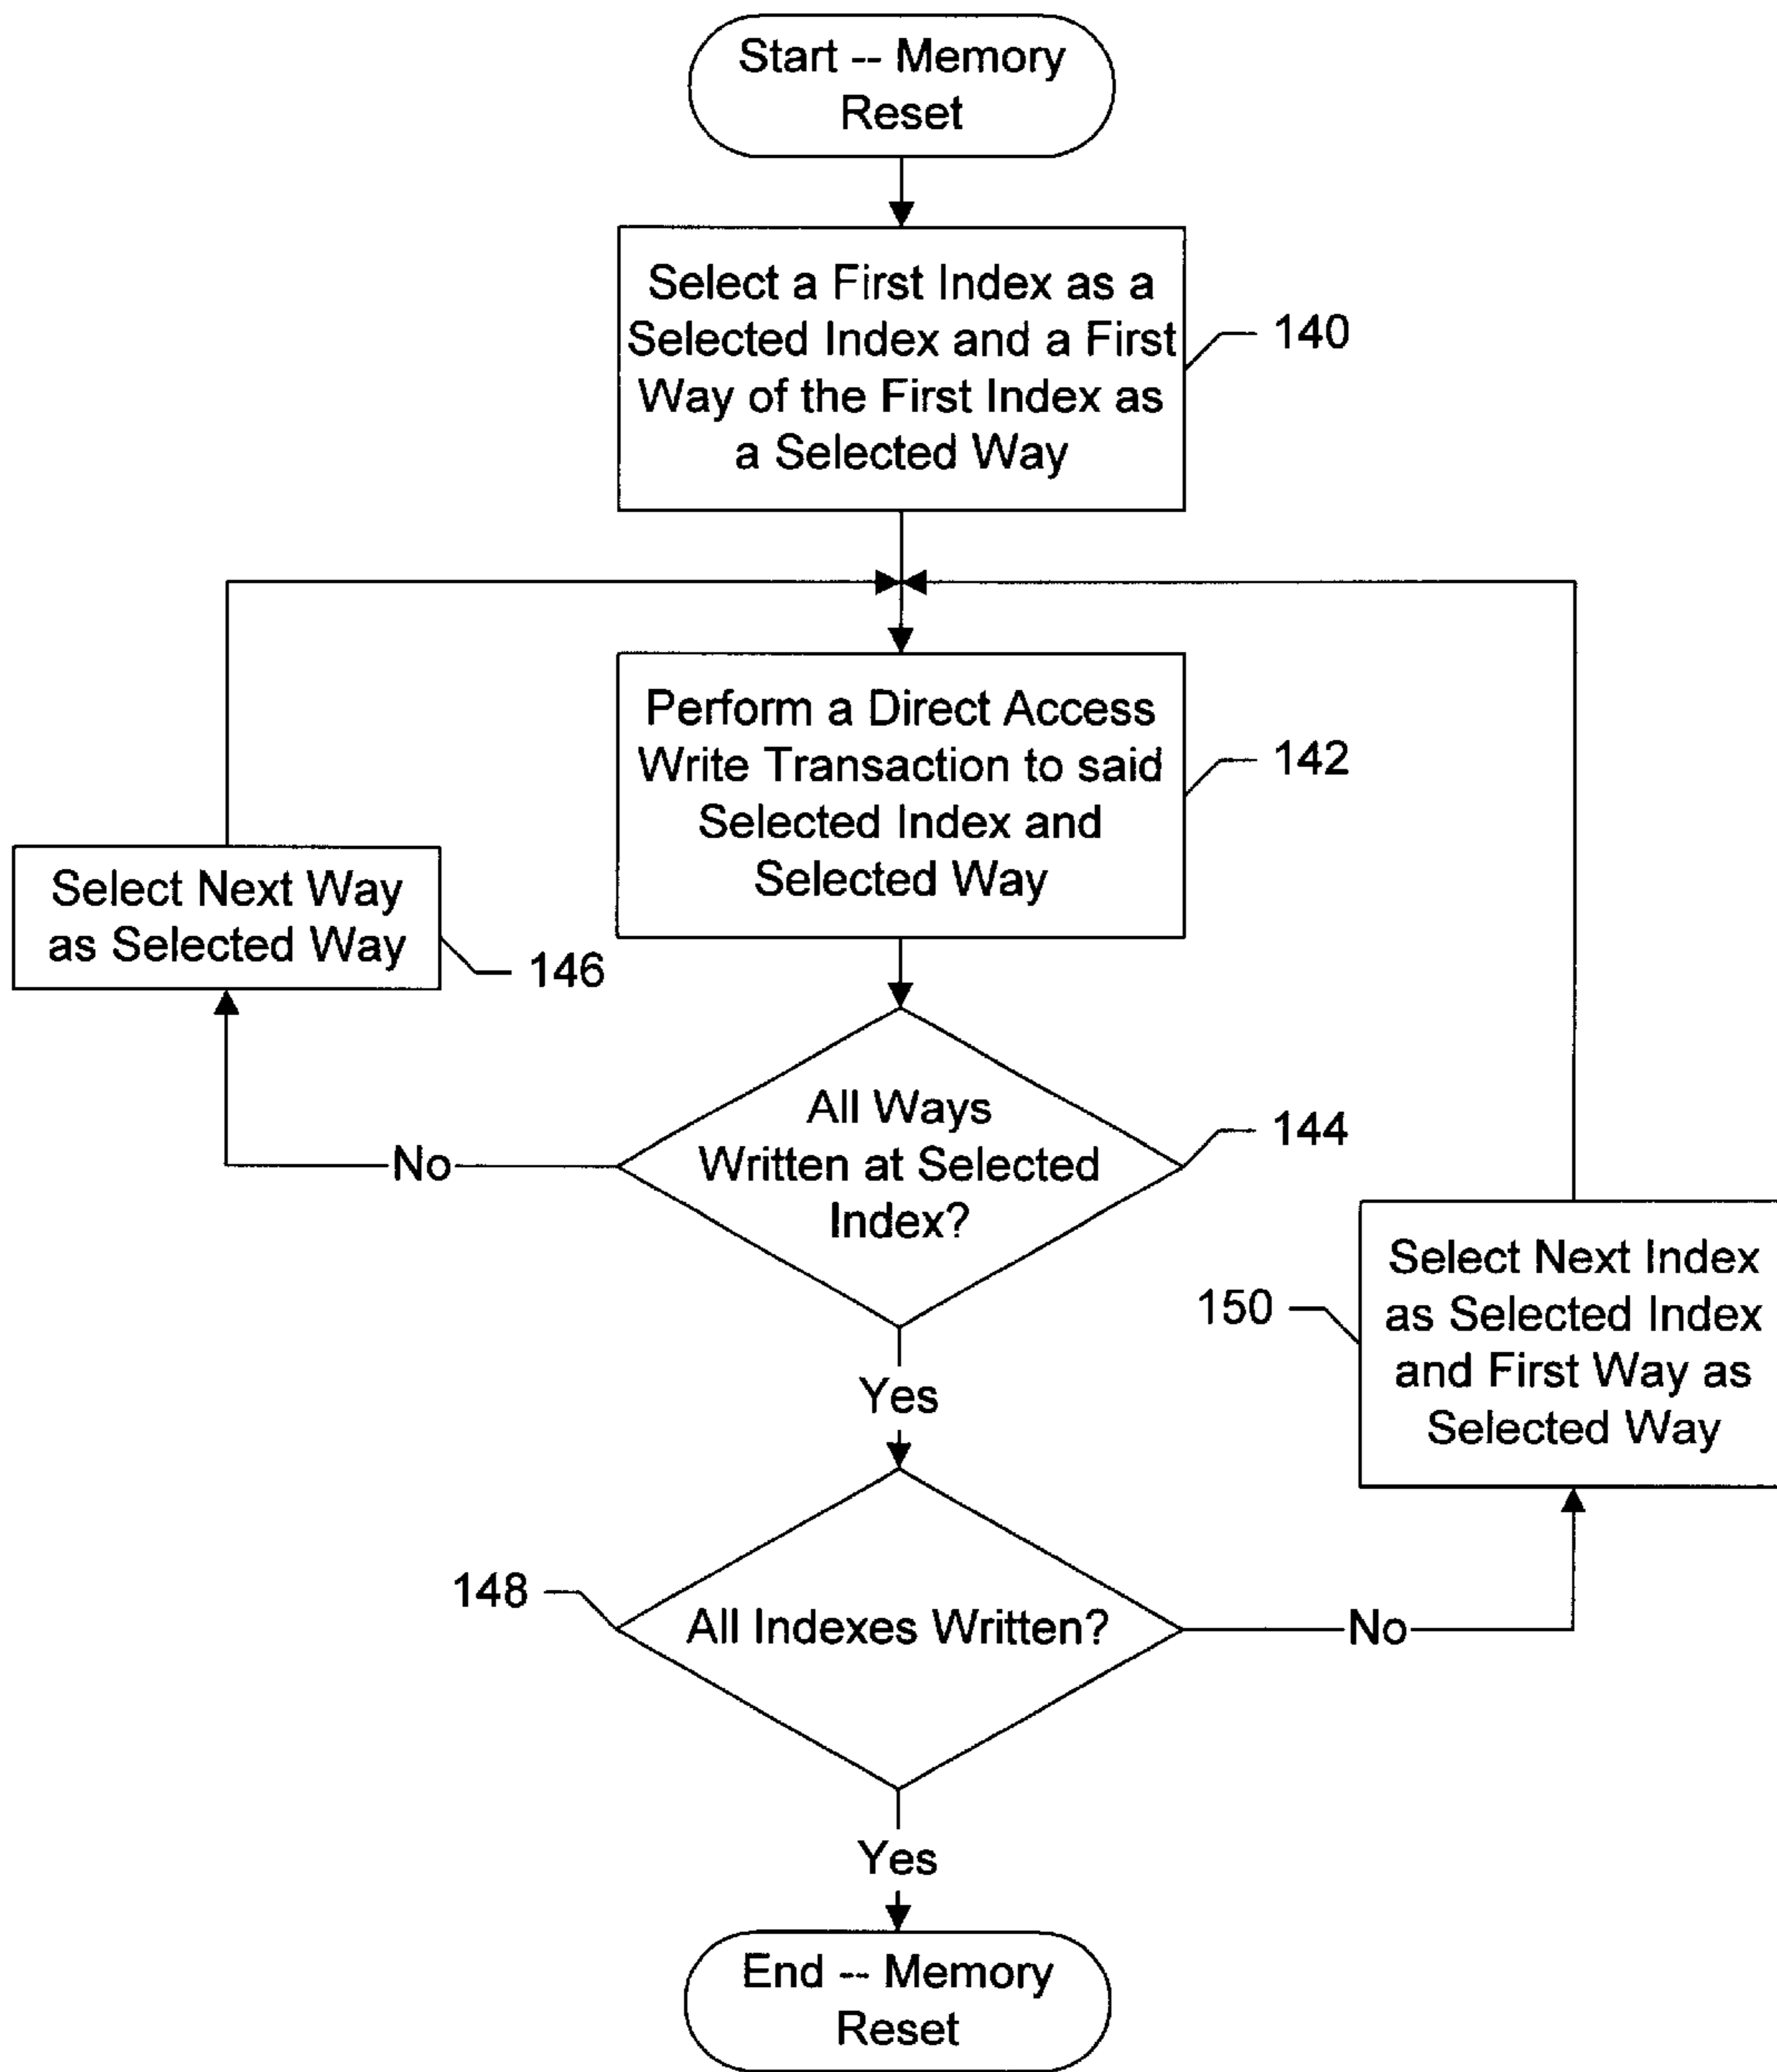 Start -- Memory
Reset
Select a First Index as a
Selected Index and a First
Way of the First Index as
a Selected Way
140
Perform a Direct Access
Write Transaction to said
Selected Index and
Selected Way
142
Select Next Way
as Selected Way
146
All Ways
Written at Selected
Index?
144
No
Yes
Select Next Index
as Selected Index
and First Way as
Selected Way
150
148
All Indexes Written?
No
Yes
End -- Memory
Reset